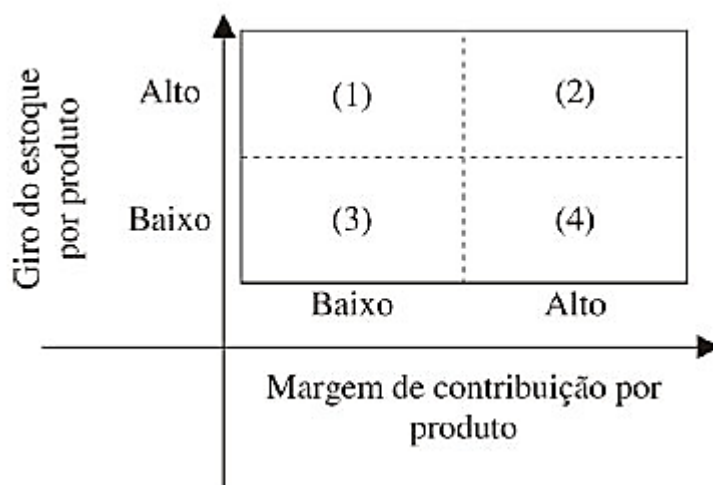 Giro do estoque
por produto
Alto
(1)
(2)
Baixo
(3)
(4)
Baixo
Alto
Margem de contribuição por
produto